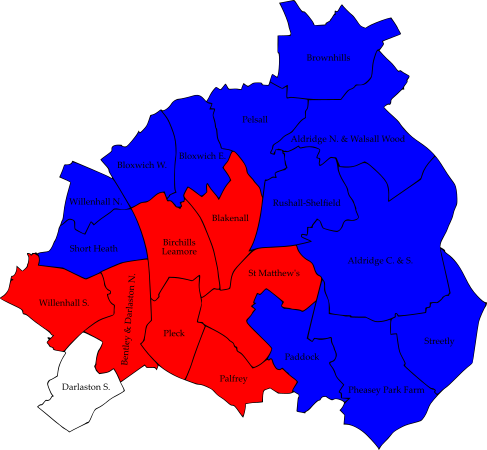 Brownhills
Pelsall
Aldridge N. & Walsall Wood
Bloxwich E.
Bloxwich W.
Willenhall N.
Rushall-Shelfield
Blakenall
Short Heath
Birchills
Leamore
Aldridge C. & S.
St Matthew's
Willenhall S.
Bentley & Darlaston N.
Pleck
Streetly
Paddock
Palfrey
Darlaston S.
Pheasey Park Farm